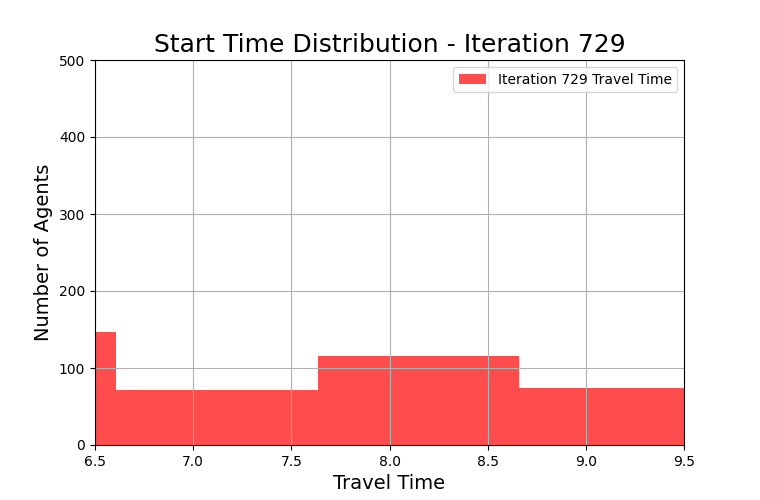 Start Time Distribution - Iteration 729
Iteration 729 Travel Time
Number of Agents
500
400
300
200
100
0
6.5 7.0 7.5 8.0 8.5 9.0 9.5
Travel Time